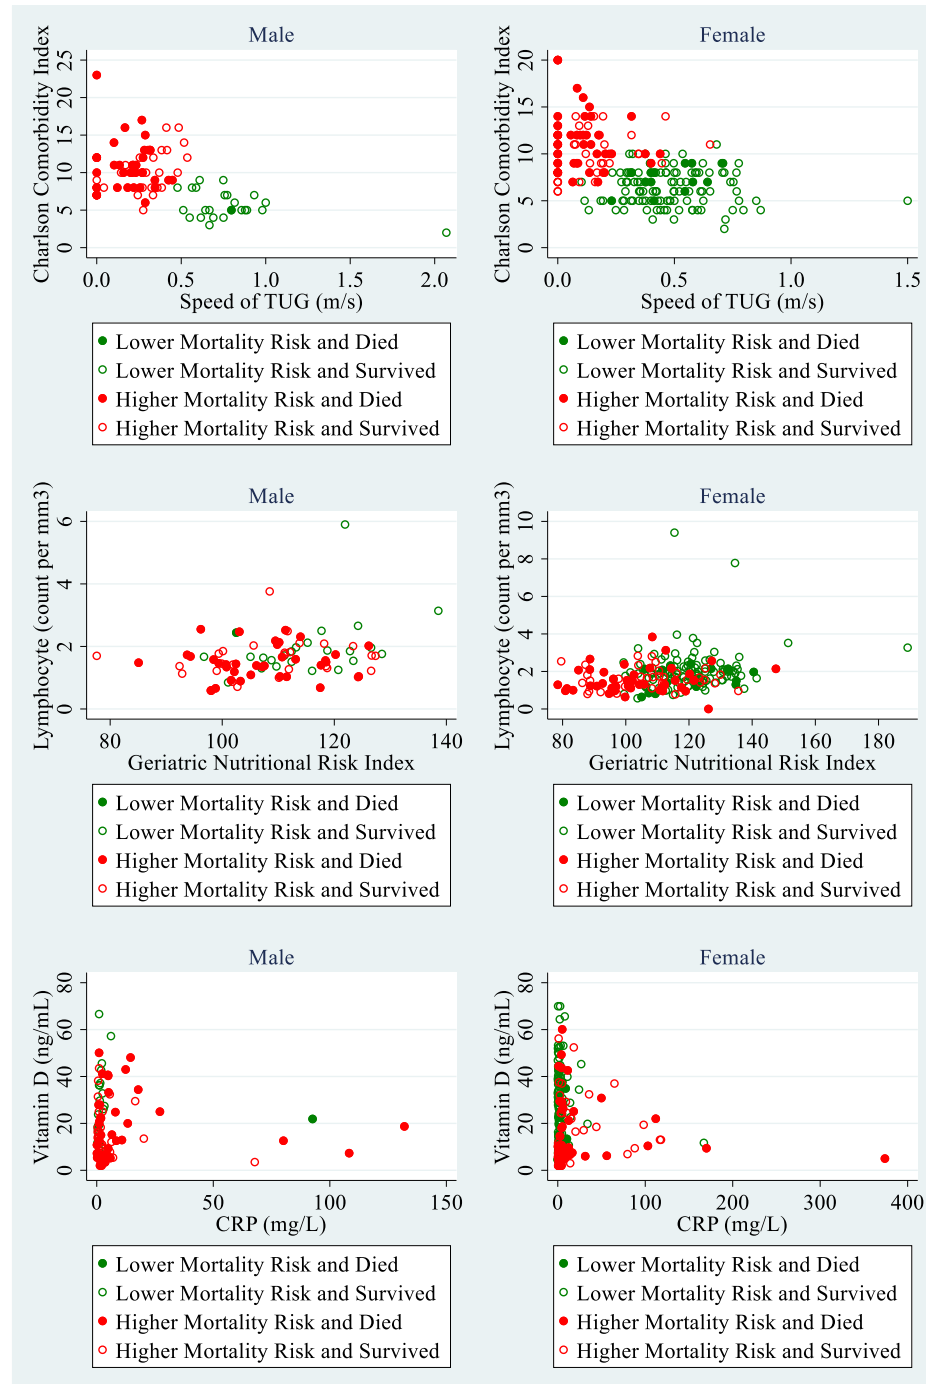 Male
Charlson Comorbidity Index
25
20
15
10
5
0
0.0 0.5 1.0 1.5 2.0
Speed of TUG (m/s)
Lower Mortality Risk and Died
Lower Mortality Risk and Survived
Higher Mortality Risk and Died
Higher Mortality Risk and Survived
Female
Charlson Comorbidity Index
20
15
10
5
0
0.0 0.5 1.0 1.5
Speed of TUG (m/s)
Lower Mortality Risk and Died
Lower Mortality Risk and Survived
Higher Mortality Risk and Died
Higher Mortality Risk and Survived
Male
Lymphocyte (count per mm3)
6
4
2
0
80 100 120 140
Geriatric Nutritional Risk Index
Lower Mortality Risk and Died
Lower Mortality Risk and Survived
Higher Mortality Risk and Died
Higher Mortality Risk and Survived
Female
Lymphocyte (count per mm3)
10
8
6
4
2
0
80 100 120 140 160 180
Geriatric Nutritional Risk Index
Lower Mortality Risk and Died
Lower Mortality Risk and Survived
Higher Mortality Risk and Died
Higher Mortality Risk and Survived
Male
Vitamin D (ng/mL)
80
60
40
20
0
0 50 100 150
CRP (mg/L)
Lower Mortality Risk and Died
Lower Mortality Risk and Survived
Higher Mortality Risk and Died
Higher Mortality Risk and Survived
Female
Vitamin D (ng/mL)
80
60
40
20
0
0 100 200 300 400
CRP (mg/L)
Lower Mortality Risk and Died
Lower Mortality Risk and Survived
Higher Mortality Risk and Died
Higher Mortality Risk and Survived